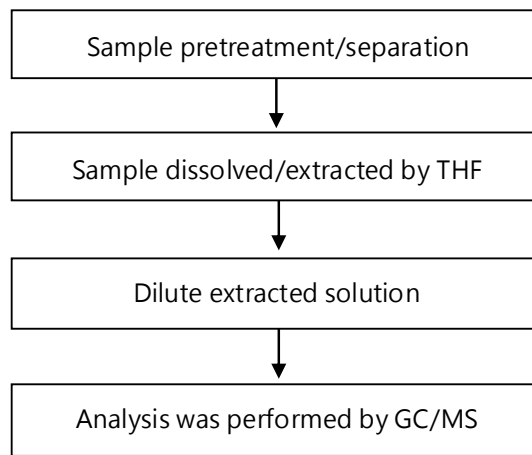 Sample pretreatment/separation
Sample dissolved/extracted by THF
Dilute extracted solution
Analysis was performed by GC/MS